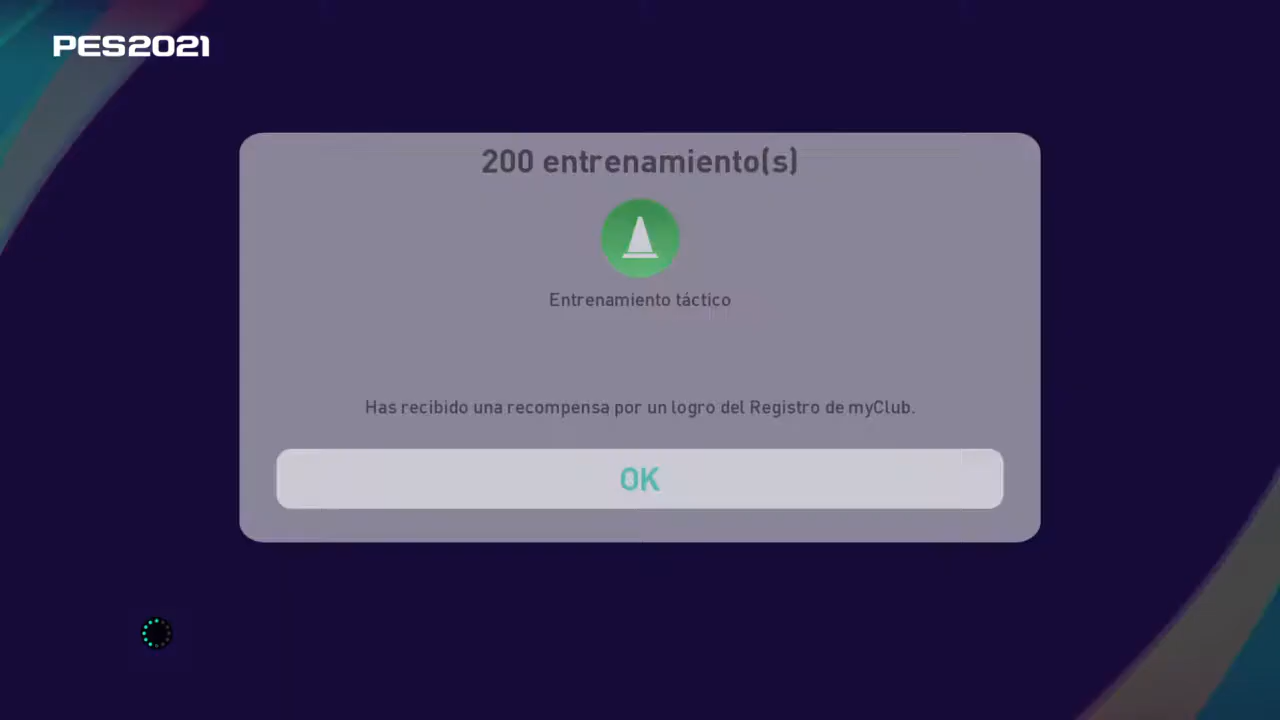 PES2021
200 entrenamiento(s)
Entrenamiento táctico
Has recibido una recompensa por un logro del Registro de myClub.
OK